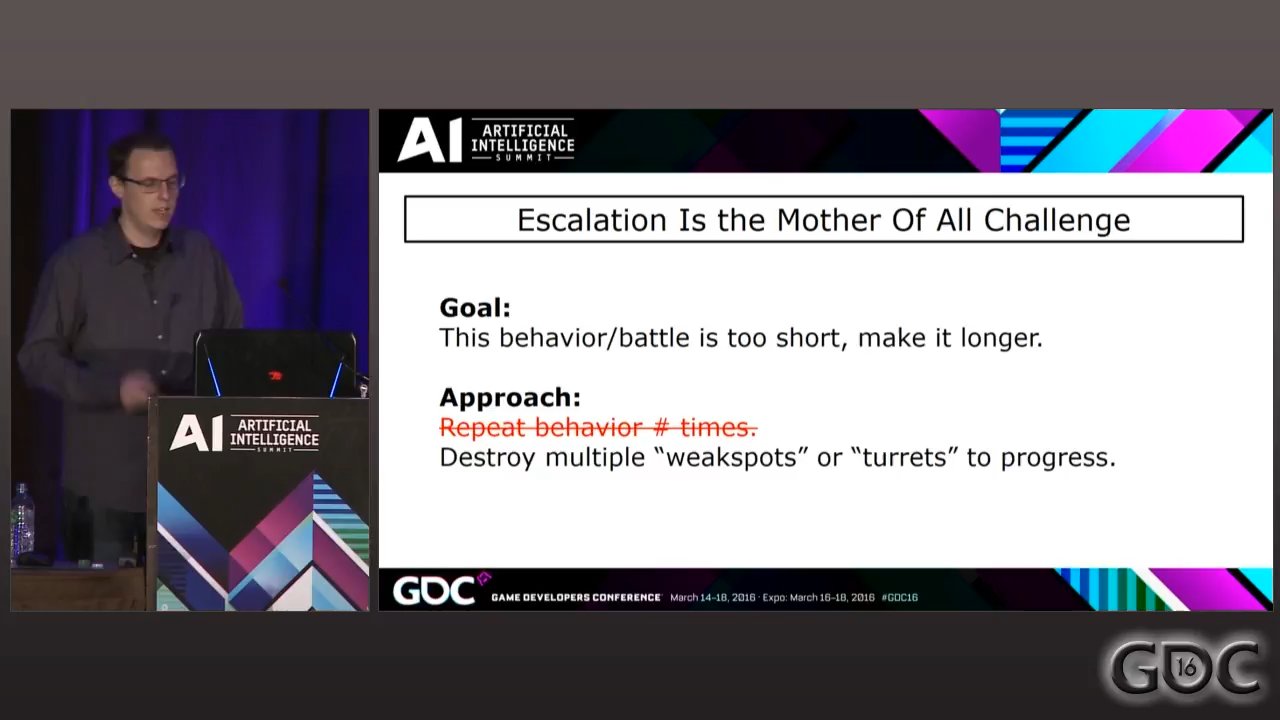 AI ARTIFICIAL
INTELLIGENCE
SUMMIT
Escalation Is the Mother Of All Challenge
Goal:
This behavior/battle is too short, make it longer.
Approach:
Repeat behavior # times.
Destroy multiple “weakspots” or “turrets” to progress.
AI ARTIFICIAL
INTELLIGENCE
SUMMIT
GDC GAME DEVELOPERS CONFERENCE March 14-18, 2016 · Expo: March 16-18, 2016 #GDC16
GDC 16